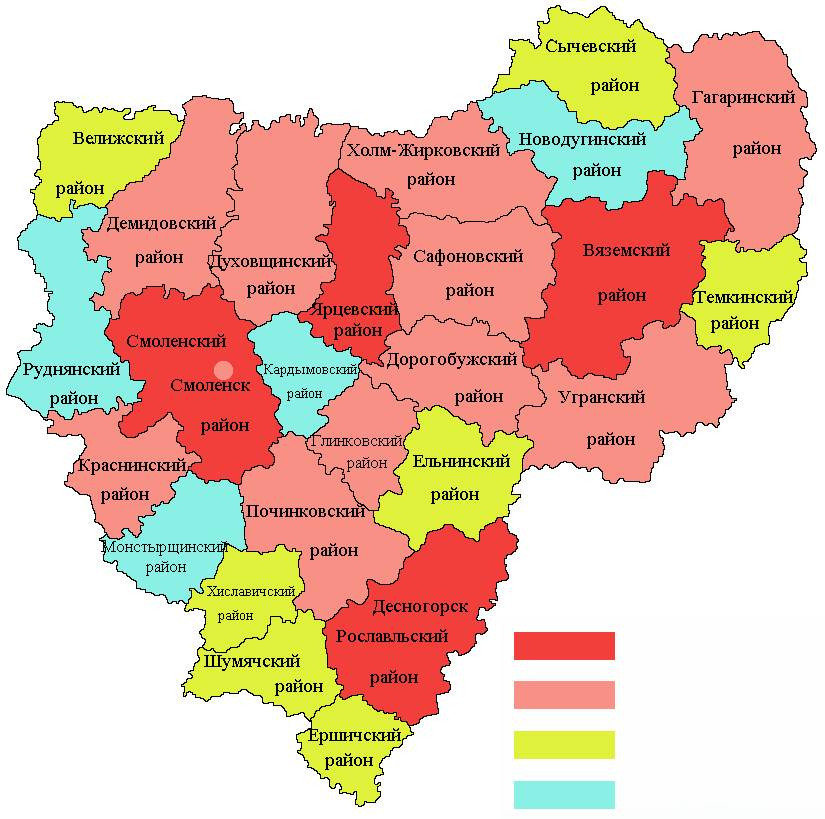 Сычевский
район
Гагаринский
район
Велижский
район
Новодугинский
район
Холм-Жирковский
район
Демидовский
район
Духовщинский
район
Сафоновский
район
Вяземский
район
Темкинский
район
Ярцевский
район
Смоленский
Смоленск
район
Руднянский
район
Кардымовский
район
Дорогобужский
район
Угранский
район
Глинковский
район
Ельнинский
район
Краснинский
район
Починковский
район
Монстырщинский
район
Хиславичский
район
Десногорск
Рославльский
район
Шумячский
район
Ершичский
район